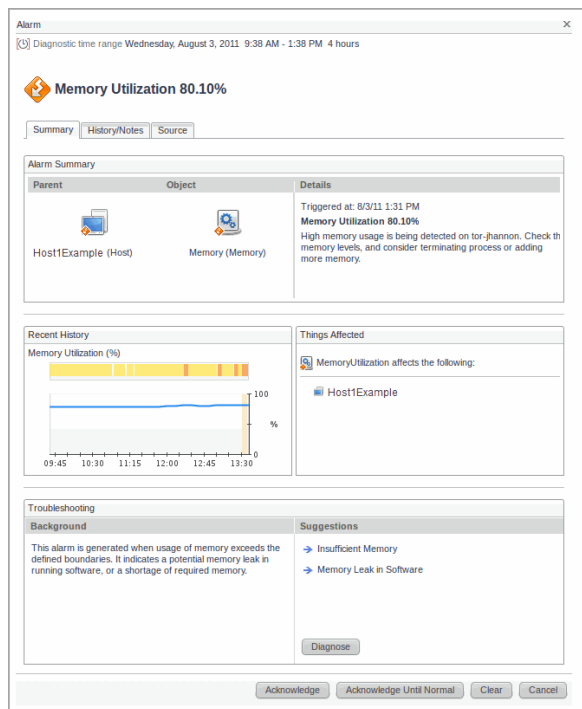 Alarm
Diagnostic time range Wednesday, August 3, 2011 9:38 AM - 1:38 PM 4 hours
Memory Utilization 80.10%
Summary History/Notes Source
Alarm Summary
Parent Object Details
Triggered at: 8/3/11 1:31 PM
Memory Utilization 80.10%
High memory usage is being detected on tor-jhannon. Check th
memory levels, and consider terminating process or adding
more memory.
Host1Example (Host) Memory (Memory)
Recent History
Memory Utilization (%)
100
%
0
09:45 10:30 11:15 12:00 12:45 13:30
Things Affected
MemoryUtilization affects the following:
Host1Example
Troubleshooting
Background
This alarm is generated when usage of memory exceeds the
defined boundaries. It indicates a potential memory leak in
running software, or a shortage of required memory.
Suggestions
Insufficient Memory
Memory Leak in Software
Diagnose
Acknowledge Acknowledge Until Normal Clear Cancel